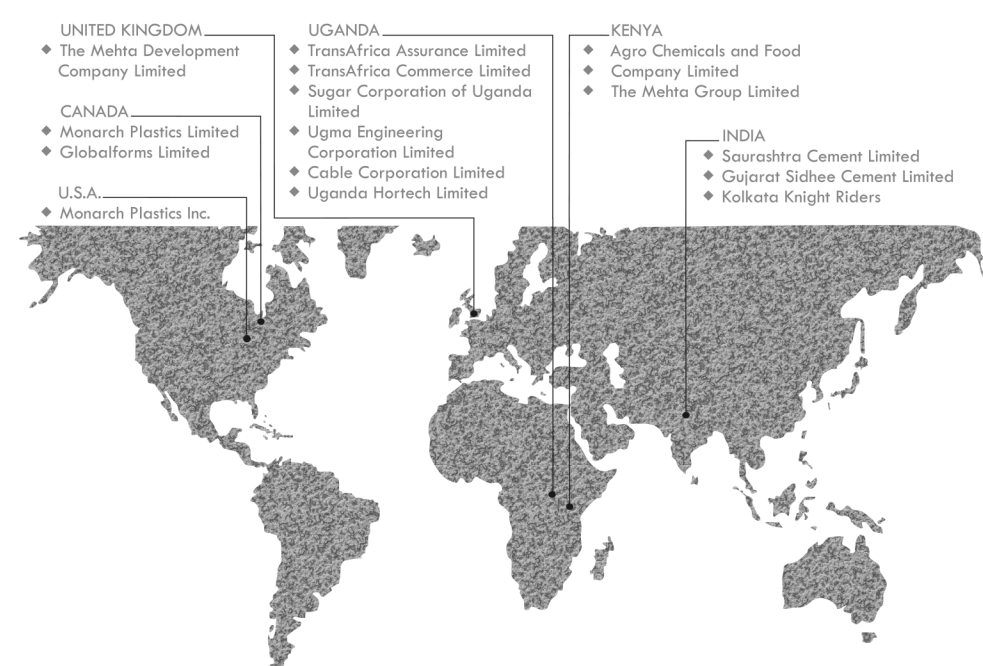 UNITED KINGDOM
◆ The Mehta Development
Company Limited
CANADA
◆ Monarch Plastics Limited
◆ Globalforms Limited
U.S.A.
◆ Monarch Plastics Inc.
UGANDA
◆ TransAfrica Assurance Limited
◆ TransAfrica Commerce Limited
◆ Sugar Corporation of Uganda
Limited
◆ Ugma Engineering
Corporation Limited
◆ Cable Corporation Limited
◆ Uganda Hortech Limited
KENYA
◆ Agro Chemicals and Food
◆ Company Limited
◆ The Mehta Group Limited
INDIA
◆ Saurashtra Cement Limited
◆ Gujarat Sidhee Cement Limited
◆ Kolkata Knight Riders